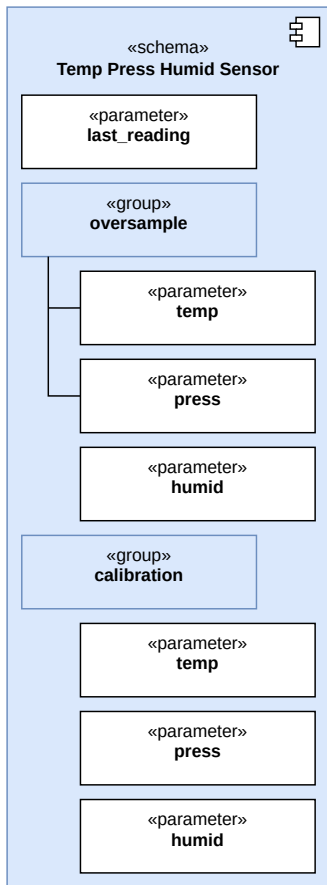 «schema»
Temp Press Humid Sensor
«parameter»
last_reading
«group»
oversample
«parameter»
temp
«parameter»
press
«parameter»
humid
«group»
calibration
«parameter»
temp
«parameter»
press
«parameter»
humid